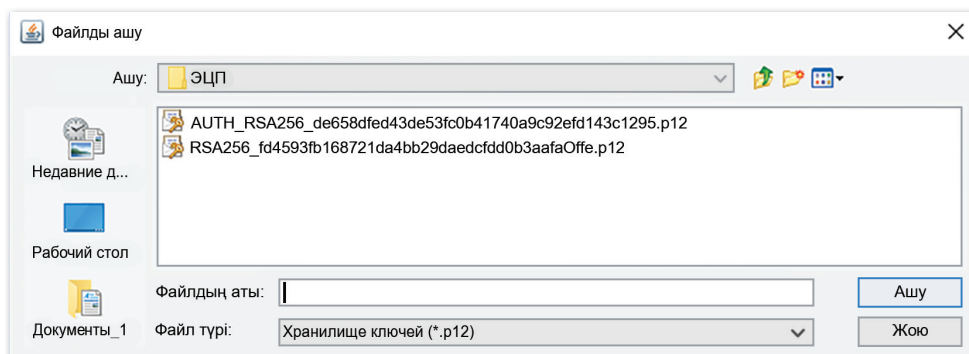 Файлды ашу
Ашу: ЭЦП
AUTH_RSA256_de658dfed43de53fc0b41740a9c92efd143c1295.p12
RSA256_fd4593fb168721da4bb29daedcfdd0b3aafaOffe.p12
Недавние д...
Рабочий стол
Документы_1
Файлдың аты:
Ашу
Файл түрі: Хранилище ключей (*.p12)
Жою